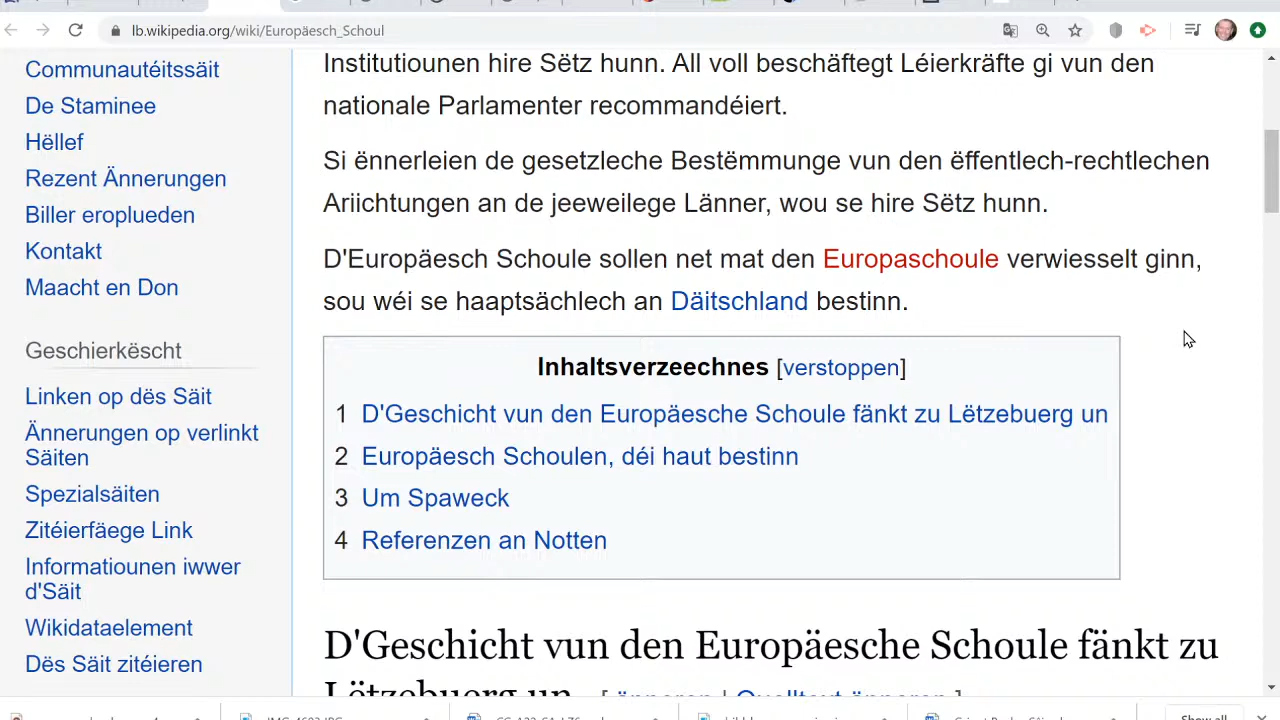 lb.wikipedia.org/wiki/Europäesch_Schoul
Communautéitssäit
De Staminee
Hëllef
Rezent Ännerungen
Biller eroplueden
Kontakt
Maacht en Don
Geschierkëscht
Linken op dës Säit
Ännerungen op verlinkt
Säiten
Spezialsäiten
Zitéierfäege Link
Informatiounen iwwer
d'Säit
Wikidataelement
Dës Säit zitéieren
Institutiounen hire Sëtz hunn. All voll beschäftegt Léierkräfte gi vun den
nationale Parlamenter recommandéiert.
Si ënnerleien de gesetzleche Bestëmmunge vun den ëffentlech-rechtlechen
Ariichtungen an de jeeweilege Länner, wou se hire Sëtz hunn.
D'Europäesch Schoule sollen net mat den Europaschoule verwiesselt ginn,
sou wéi se haaptsächlech an Däitschland bestinn.
Inhaltsverzeechnes [verstoppen]
1 D'Geschicht vun den Europäesche Schoule fänkt zu Lëtzebuerg un
2 Europäesch Schoulen, déi haut bestinn
3 Um Spaweck
4 Referenzen an Notten
D'Geschicht vun den Europäesche Schoule fänkt zu
Lëtzebuerg un [ änneren | Quelltext änneren ]
Show all